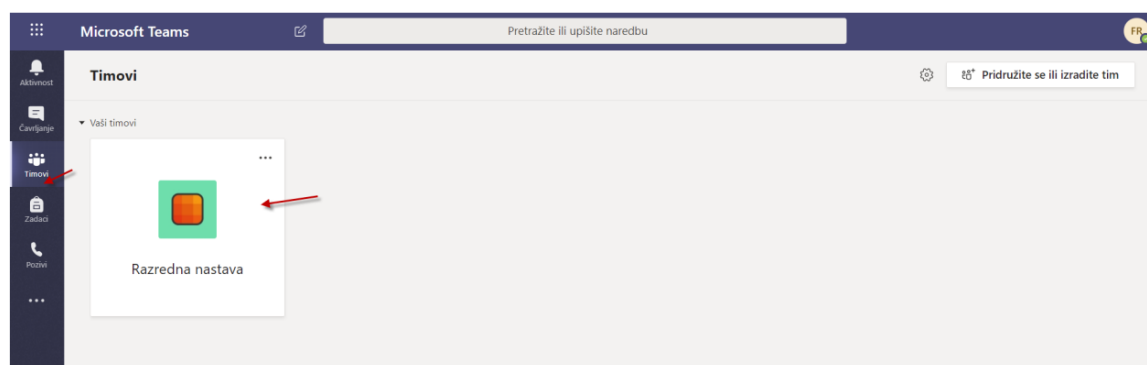 Microsoft Teams
Pretražite ili upišite naredbu
FR
Aktivnost
Čavrljanje
Timovi
Zadaci
Pozivi
Timovi
Pridružite se ili izradite tim
Vaši timovi
Razredna nastava